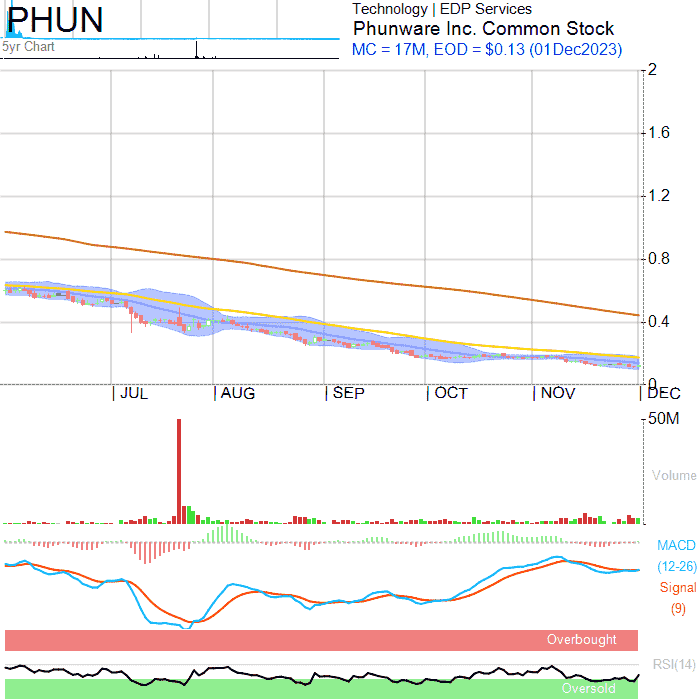 PHUN
5yr Chart
Technology | EDP Services
Phunware Inc. Common Stock
MC = 17M, EOD = $0.13 (01Dec2023)
2
1.6
1.2
0.8
0.4
0
JUL AUG SEP OCT NOV DEC
50M
Volume
MACD
(12-26)
Signal
(9)
Overbought
RSI(14)
Oversold